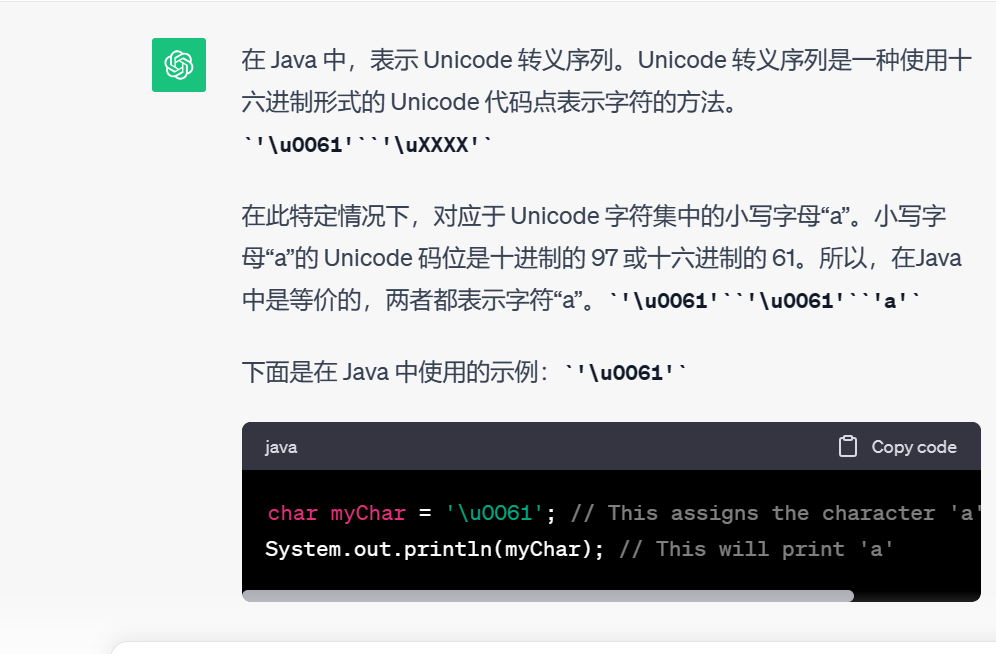 在 Java 中，表示 Unicode 转义序列。Unicode 转义序列是一种使用十
六进制形式的 Unicode 代码点表示字符的方法。
`'\u0061'``'\uXXXX'`
在此特定情况下，对应于 Unicode 字符集中的小写字母“a”。小写字
母“a”的 Unicode 码位是十进制的 97 或十六进制的 61。所以，在Java
中是等价的，两者都表示字符“a”。`'\u0061'``'\u0061'``'a'`
下面是在 Java 中使用的示例：`'\u0061'`
java Copy code
char myChar = '\u0061'; // This assigns the character 'a'
System.out.println(myChar); // This will print 'a'